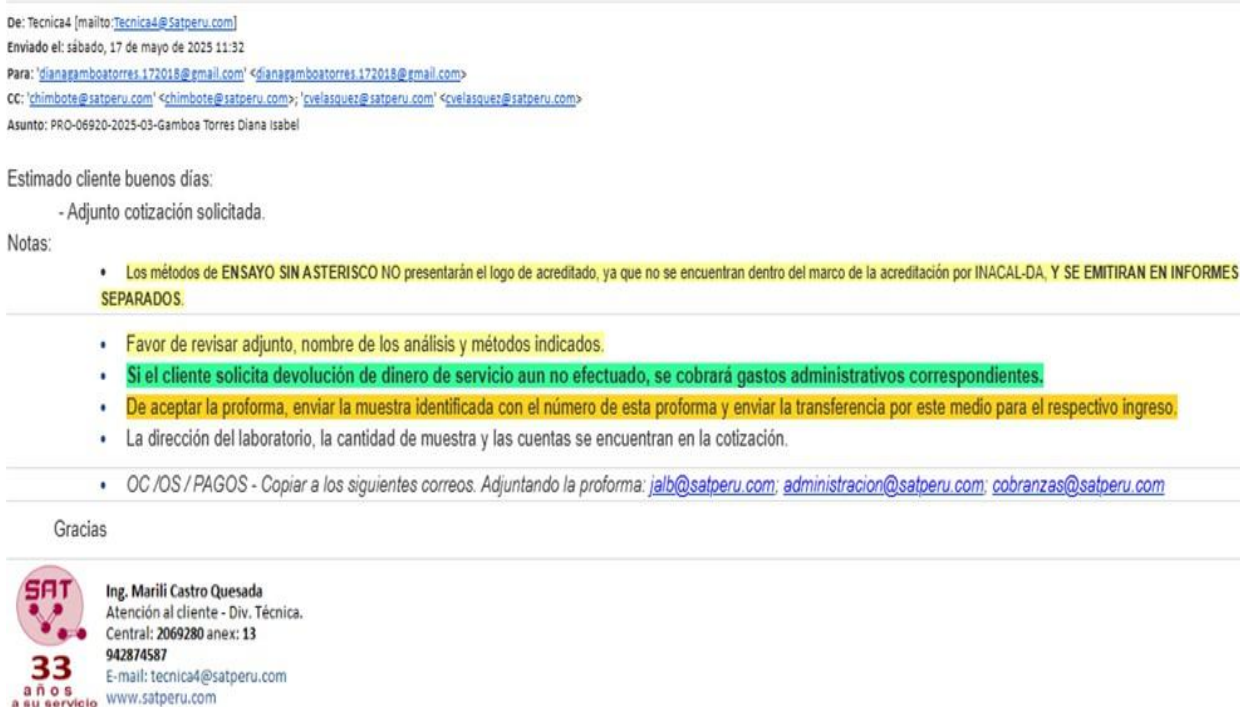 De: Tecnica4 [mailto:Tecnica4@Satperu.com]
Enviado el: sábado, 17 de mayo de 2025 11:32
Para: 'dianagamboatorres.172018@gmail.com' <dianagamboatorres.172018@gmail.com>
CC: 'chimbote@satperu.com' <chimbote@satperu.com>; 'cvelasquez@satperu.com' <cvelasquez@satperu.com>
Asunto: PRO-06920-2025-03-Gamboa Torres Diana Isabel
Estimado cliente buenos días:
- Adjunto cotización solicitada.
Notas:
• Los métodos de ENSAYO SIN ASTERISCO NO presentarán el logo de acreditado, ya que no se encuentran dentro del marco de la acreditación por INACAL-DA, Y SE EMITIRAN EN INFORMES
SEPARADOS.
• Favor de revisar adjunto, nombre de los análisis y métodos indicados.
• Si el cliente solicita devolución de dinero de servicio aun no efectuado, se cobrará gastos administrativos correspondientes.
• De aceptar la proforma, enviar la muestra identificada con el número de esta proforma y enviar la transferencia por este medio para el respectivo ingreso.
• La dirección del laboratorio, la cantidad de muestra y las cuentas se encuentran en la cotización.
• OC /OS / PAGOS - Copiar a los siguientes correos. Adjuntando la proforma: jalb@satperu.com; administracion@satperu.com; cobranzas@satperu.com
Gracias
SAT
33
años
a su servicio
Ing. Marili Castro Quesada
Atención al cliente - Div. Técnica.
Central: 2069280 anex: 13
942874587
E-mail: tecnica4@satperu.com
www.satperu.com